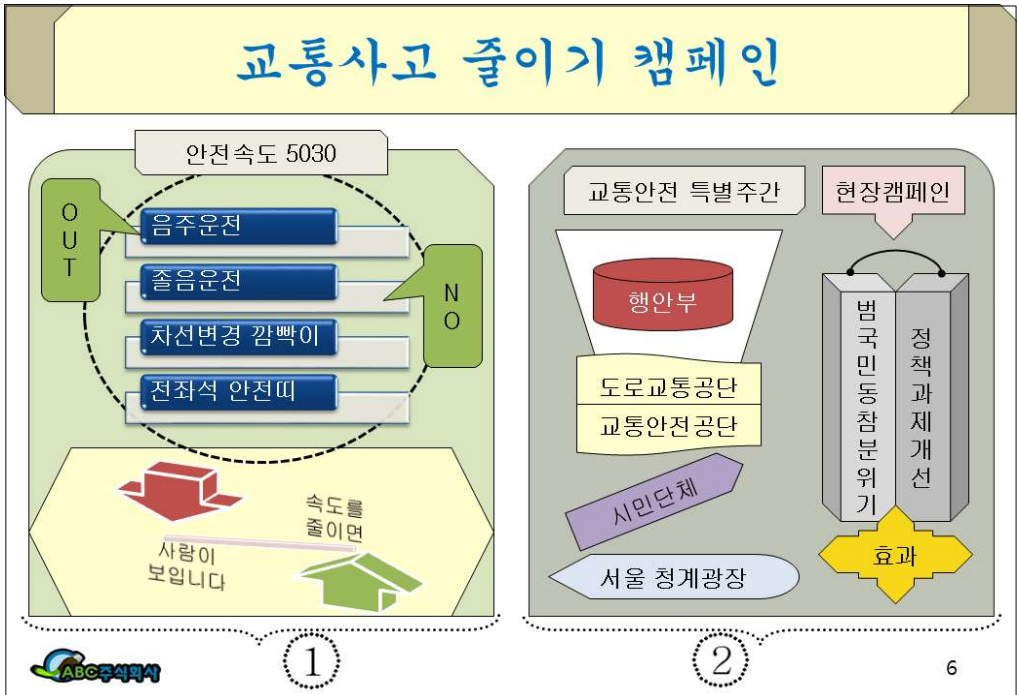 교통사고 줄이기 캠페인
안전속도 5030
OUT
음주운전
졸음운전
차선변경 깜빡이
전좌석 안전띠
NO
속도를
줄이면
사람이
보입니다
1
교통안전 특별주간
현장캠페인
행안부
도로교통공단
교통안전공단
시민단체
서울 청계광장
범국민동참분위기
정책과제개선
효과
2
ABC주식회사
6